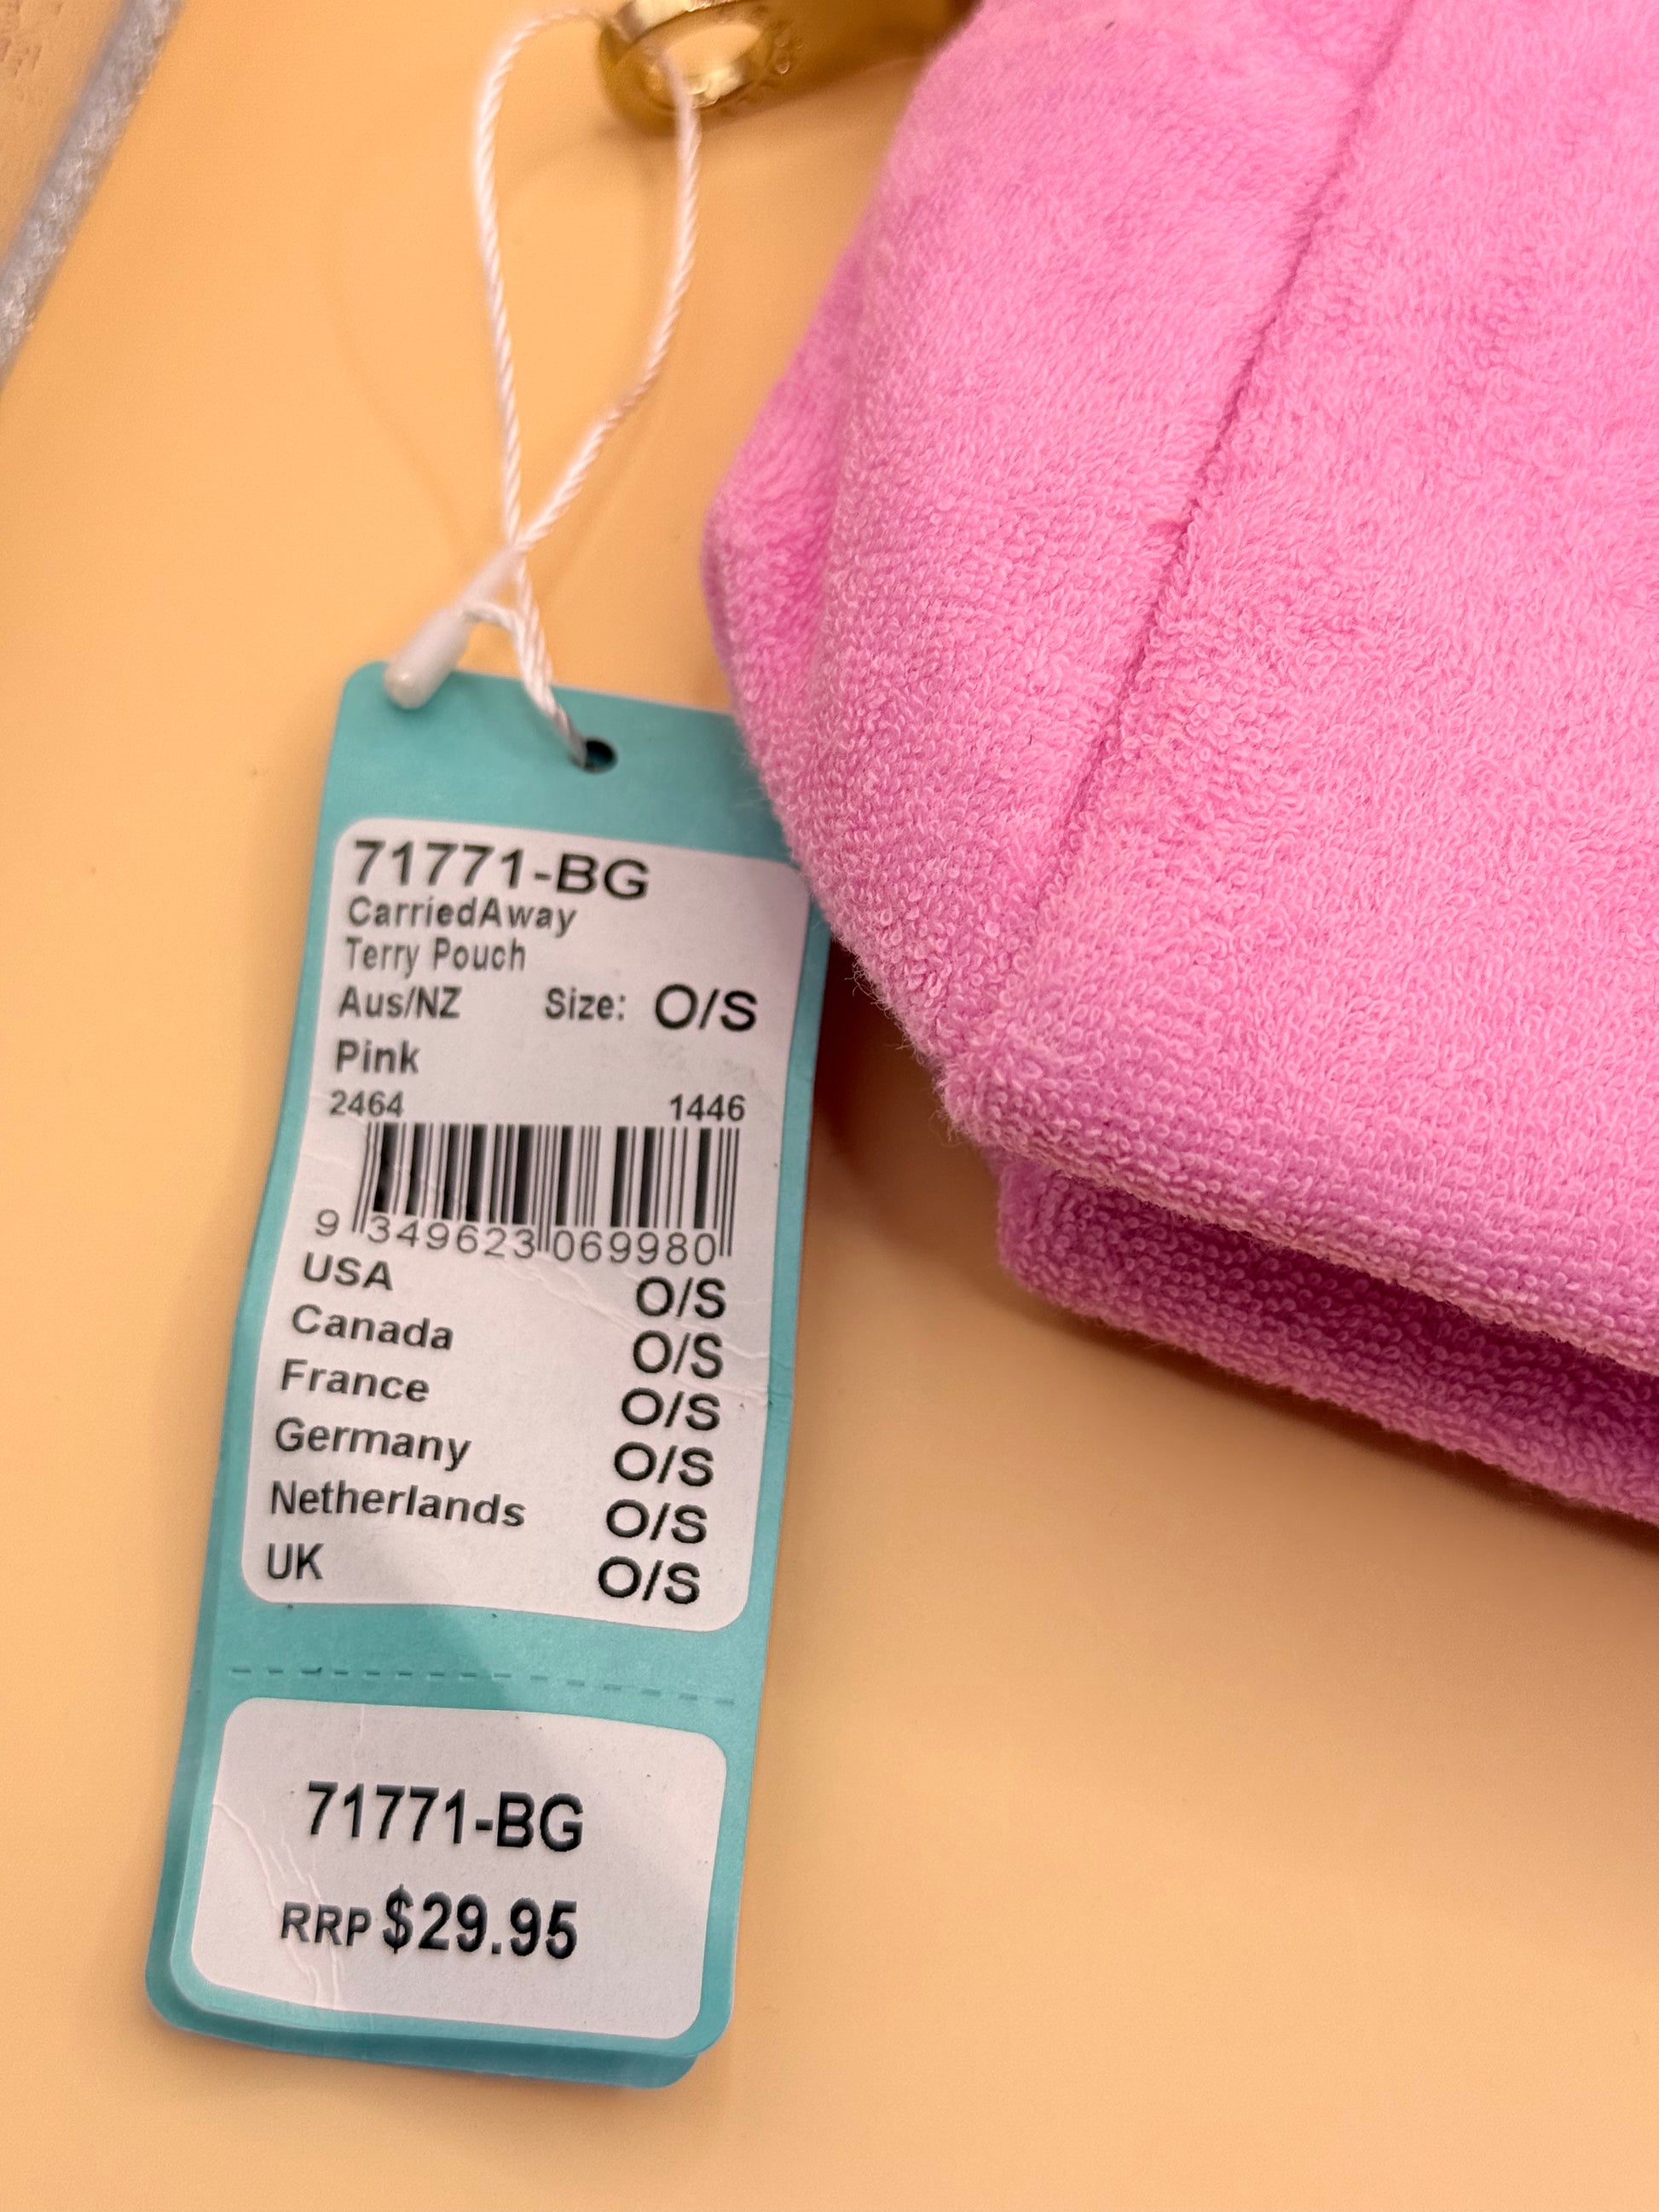 71771-BG
CarriedAway
Terry Pouch
Aus/NZ Size: O/S
Pink
2464 1446
9 349623 069980
USA O/S
Canada O/S
France O/S
Germany O/S
Netherlands O/S
UK O/S
71771-BG
RRP $29.95